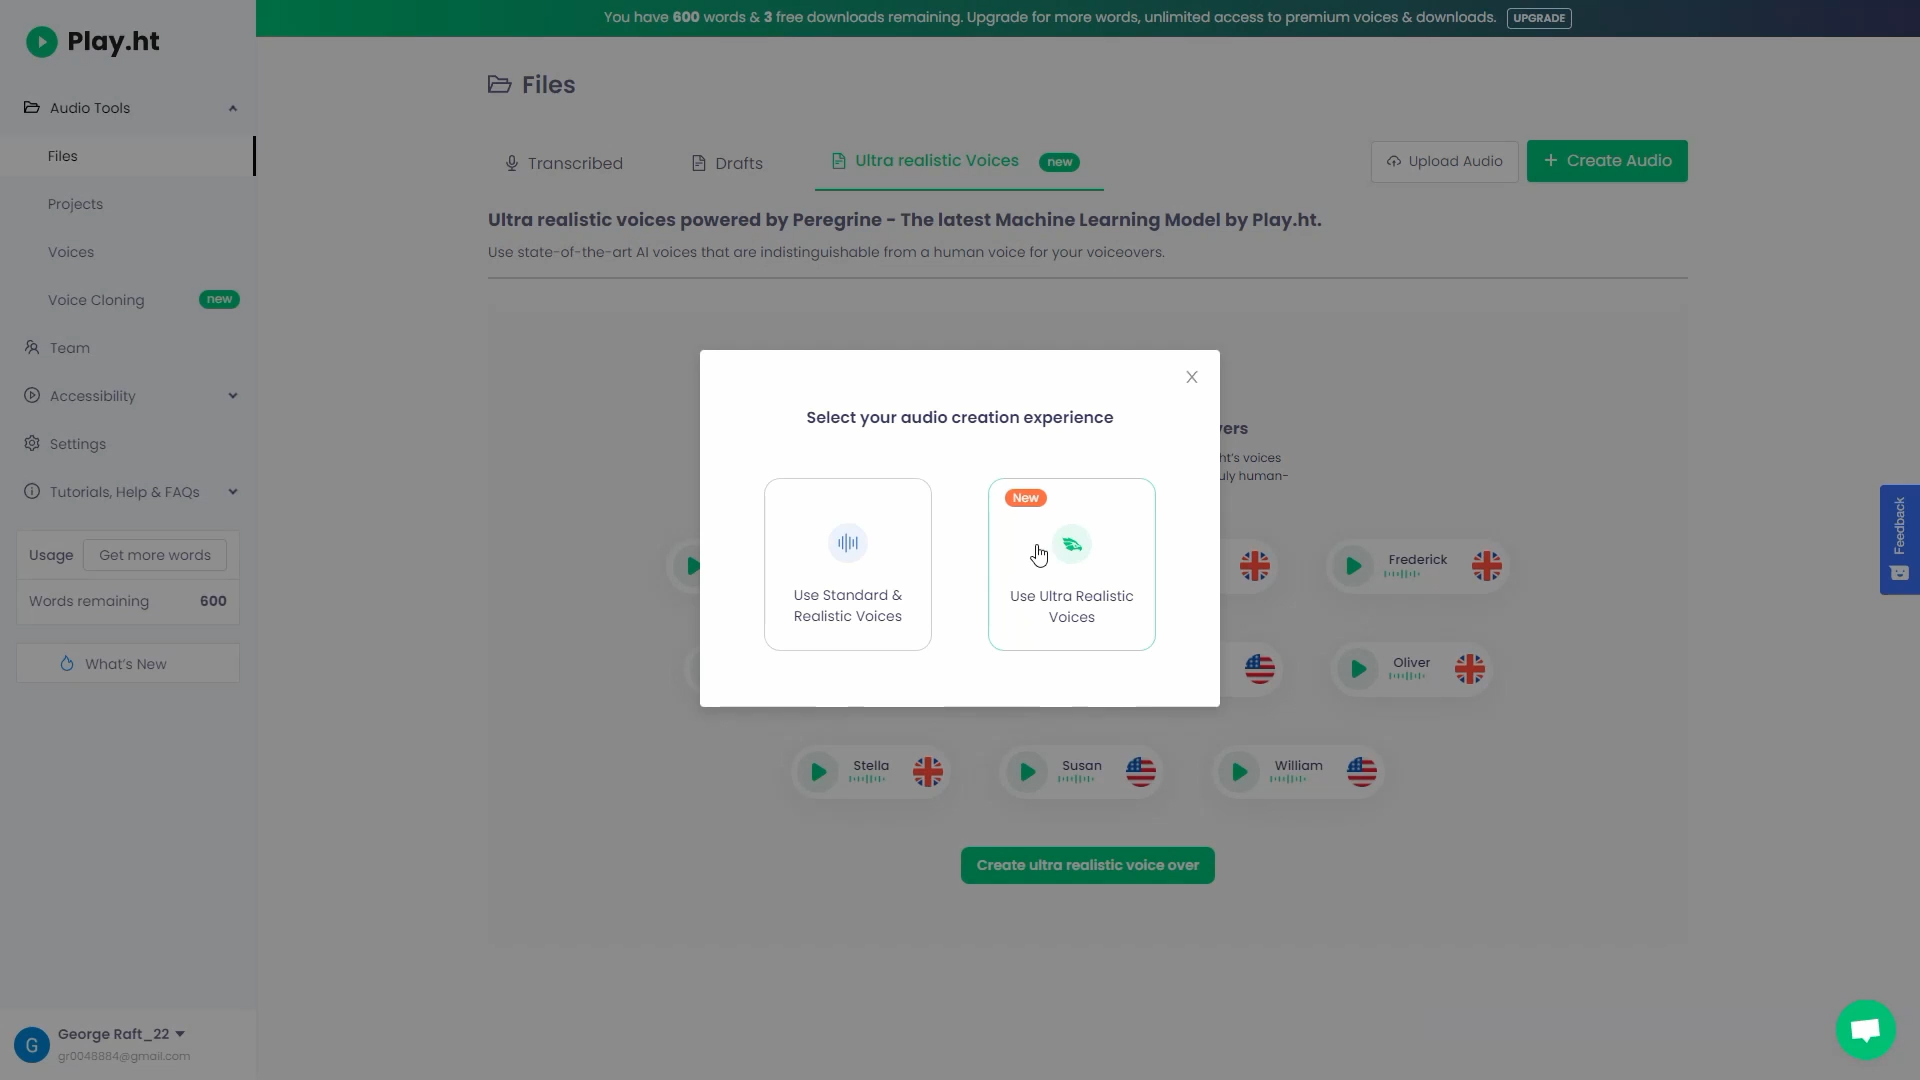 Play.ht
You have 600 words & 3 free downloads remaining. Upgrade for more words, unlimited access to premium voices & downloads. UPGRADE
Audio Tools
Files
Projects
Voices
Voice Cloning new
Team
Accessibility
Settings
Tutorials, Help & FAQs
Usage Get more words
Words remaining 600
What's New
George Raft_22
gr0048884@gmail.com
Files
Transcribed Drafts Ultra realistic Voices new
Upload Audio + Create Audio
Ultra realistic voices powered by Peregrine - The latest Machine Learning Model by Play.ht.
Use state-of-the-art AI voices that are indistinguishable from a human voice for your voiceovers.
X
Select your audio creation experience
Use Standard &
Realistic Voices
New
Use Ultra Realistic
Voices
vers
ht's voices
uly human-
Frederick
Oliver
Stella Susan William
Create ultra realistic voice over
Feedback
G